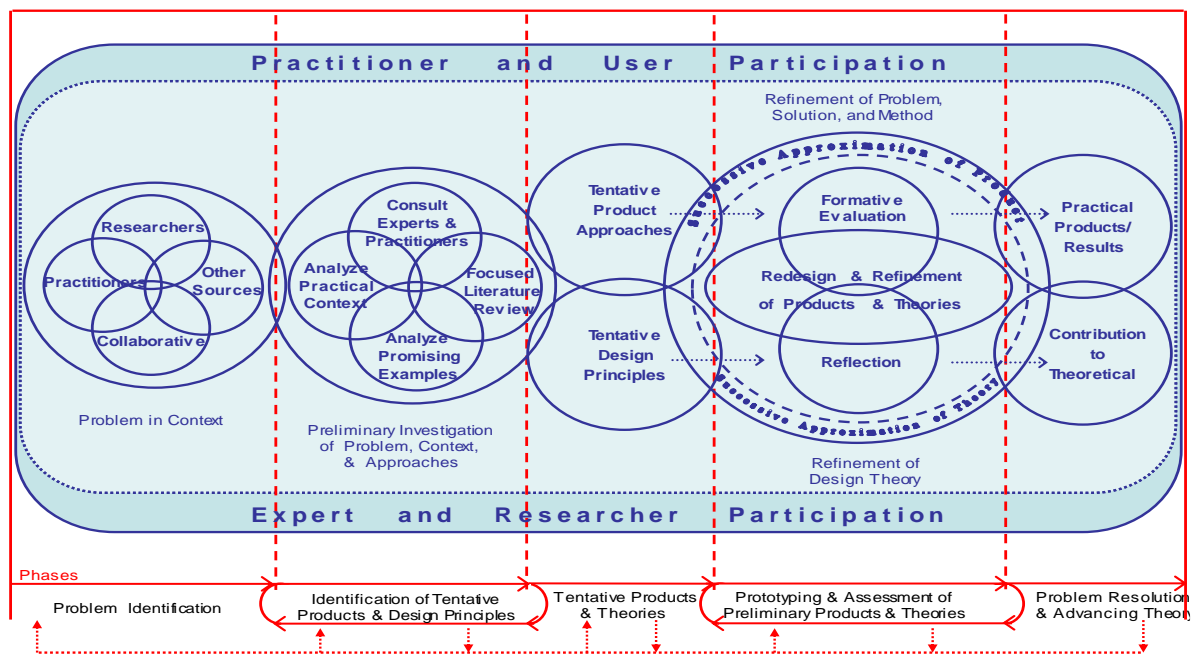 Practitioner and User Participation
Refinement of Problem,
Solution, and Method
Researchers
Practitioners
Other
Sources
Collaborative
Problem in Context
Consult
Experts &
Practitioners
Analyze
Practical
Context
Focused
Literature
Review
Analyze
Promising
Examples
Preliminary Investigation
of Problem, Context,
& Approaches
Tentative
Product
Approaches
Tentative
Design
Principles
Approximation of
Formative
Evaluation
Redesign & Refinement
of Products & Theories
Reflection
Approximation of
Refinement of
Design Theory
Practical
Products/
Results
Contribution
to
Theoretical
Expert and Researcher Participation
Phases
Problem Identification
Identification of Tentative
Products & Design Principles
Tentative Products
& Theories
Prototyping & Assessment of
Preliminary Products & Theories
Problem Resolution
& Advancing Theory